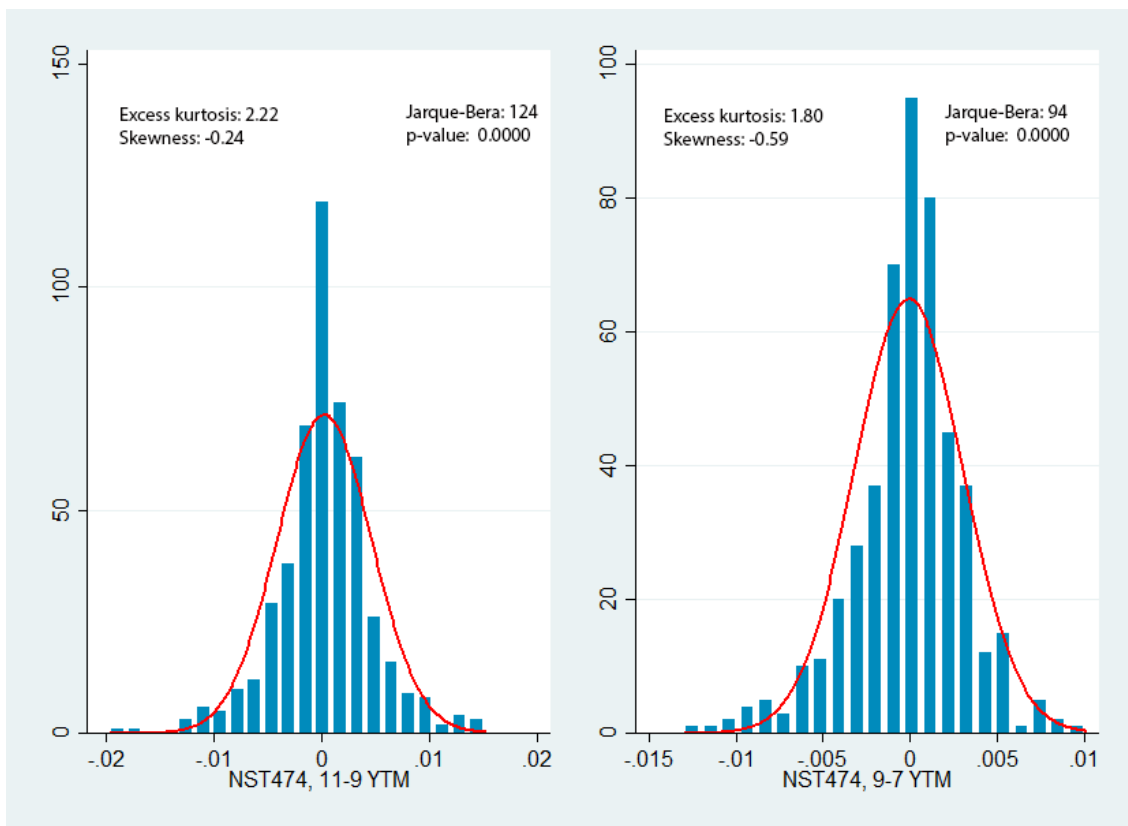 150
100
50
0
Excess kurtosis: 2.22
Skewness: -0.24
Jarque-Bera: 124
p-value: 0.0000
-.02 -.01 0 .01 .02
NST474, 11-9 YTM
100
80
60
40
20
0
Excess kurtosis: 1.80
Skewness: -0.59
Jarque-Bera: 94
p-value: 0.0000
-.015 -.01 -.005 0 .005 .01
NST474, 9-7 YTM